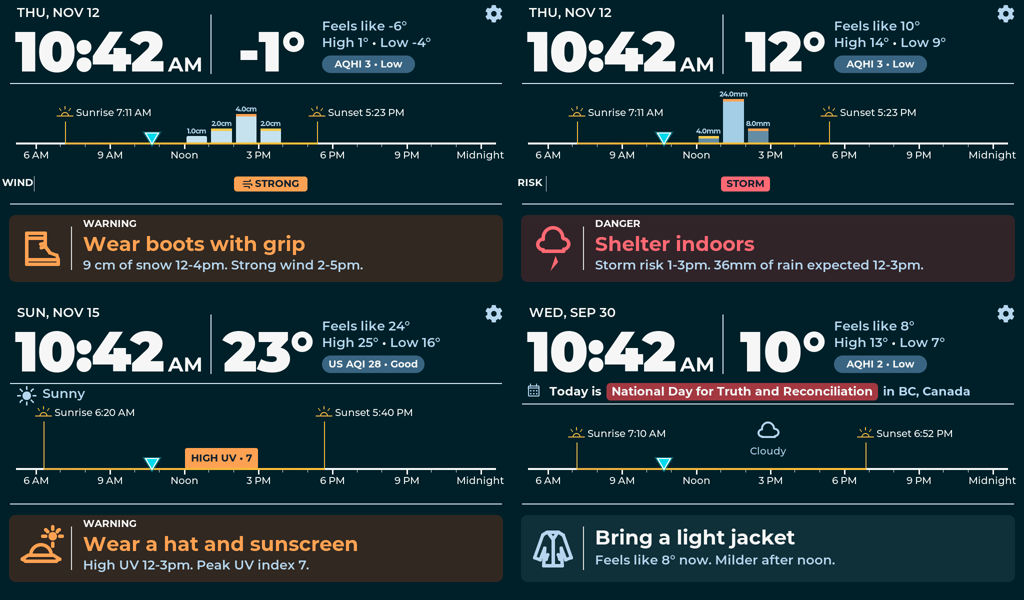 THU, NOV 12
10:42 AM
-1°
Feels like -6°
High 1° • Low -4°
AQHI 3 • Low
Sunrise 7:11 AM
1.0cm
2.0cm
4.0cm
2.0cm
Sunset 5:23 PM
6 AM
9 AM
Noon
3 PM
6 PM
9 PM
Midnight
WIND
STRONG
WARNING
Wear boots with grip
9 cm of snow 12-4pm. Strong wind 2-5pm.
THU, NOV 12
10:42 AM
12°
Feels like 10°
High 14° • Low 9°
AQHI 3 • Low
Sunrise 7:11 AM
4.0mm
24.0mm
8.0mm
Sunset 5:23 PM
6 AM
9 AM
Noon
3 PM
6 PM
9 PM
Midnight
RISK
STORM
DANGER
Shelter indoors
Storm risk 1-3pm. 36mm of rain expected 12-3pm.
SUN, NOV 15
10:42 AM
23°
Feels like 24°
High 25° • Low 16°
US AQI 28 • Good
Sunny
Sunrise 6:20 AM
Sunset 5:40 PM
HIGH UV • 7
6 AM
9 AM
Noon
3 PM
6 PM
9 PM
Midnight
WARNING
Wear a hat and sunscreen
High UV 12-3pm. Peak UV index 7.
WED, SEP 30
10:42 AM
10°
Feels like 8°
High 13° • Low 7°
AQHI 2 • Low
Today is National Day for Truth and Reconciliation in BC, Canada
Sunrise 7:10 AM
Cloudy
Sunset 6:52 PM
6 AM
9 AM
Noon
3 PM
6 PM
9 PM
Midnight
Bring a light jacket
Feels like 8° now. Milder after noon.